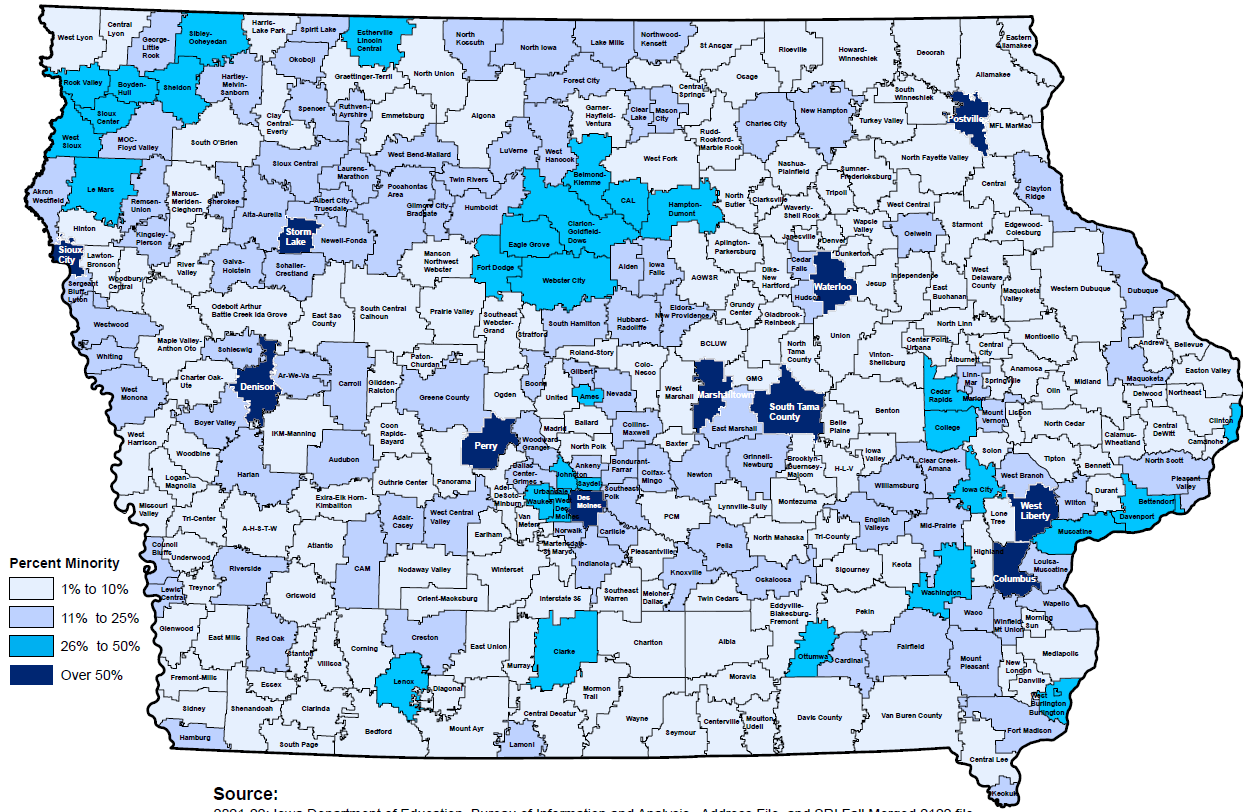 West Lyon
Central
Lyon
George-
Little
Rock
Sibley-
Ocheyedan
Harris-
Lake Park
Spirit Lake
Okoboji
Estherville
Lincoln
Central
North
Kossuth
North Iowa
Lake Mills
Northwood-
Kensett
St Ansgar
Riceville
Howard-
Winneshiek
Decorah
Eastern
Allamakee
Allamakee
Rock Valley
Boyden-
Hull
Sheldon
Hartley-
Melvin-
Sanborn
Graettinger-Terril
North Union
Forest City
Central
Springs
Osage
South
Winneshiek
Sioux
Center
Clay
Central-
Everly
Spencer
Ruthven-
Ayrshire
Emmetsburg
Algona
Garner-
Hayfield-
Ventura
Clear
Lake
Mason
City
Rudd-
Rockford-
Marble Rock
Charles City
New Hampton
Turkey Valley
Postville
MFL MarMac
West
Sioux
MOC-
Floyd Valley
South O'Brien
Sioux Central
West Bend-Mallard
LuVerne
West
Hancock
Belmond-
Klemme
West Fork
Nashua-
Plainfield
Sumner-
Fredericksburg
North Fayette Valley
Akron
Westfield
Le Mars
Remsen-
Union
Marcus-
Meriden-
Cleghorn
Cherokee
Laurens-
Marathon
Pocahontas
Area
Twin Rivers
Humboldt
Gilmore City-
Bradgate
CAL
Hampton-
Dumont
North
Butler
Clarksville
Tripoli
Waverly-
Shell Rock
West Central
Central
Clayton
Ridge
Hinton
Kingsley-
Pierson
Alta-Aurelia
Albert City-
Truesdale
Storm
Lake
Newell-Fonda
Clarion-
Goldfield-
Dows
Eagle Grove
Wapsie
Valley
Oelwein
Starmont
Edgewood-
Colesburg
Sioux
City
Lawton-
Bronson
Woodbury
Central
River
Valley
Galva-
Holstein
Schaller-
Crestland
Manson
Northwest
Webster
Fort Dodge
Webster City
Alden
Iowa
Falls
AGWSR
Aplington-
Parkersburg
Janesville
Denver
Dunkerton
Cedar
Falls
Waterloo
Hudson
Jesup
Independence
East
Buchanan
West
Delaware
County
Maquoketa
Valley
Western Dubuque
Dubuque
Sergeant
Bluff-
Luton
Westwood
Odebolt Arthur
Battle Creek Ida Grove
East Sac
County
South Central
Calhoun
Prairie Valley
Southeast
Webster-
Grand
Stratford
South Hamilton
Hubbard-
Radcliffe
Eldora-
New Providence
Grundy
Center
Dike-
New
Hartford
Gladbrook-
Reinbeck
Union
North Linn
Whiting
Maple Valley-
Anthon Oto
Schleswig
Denison
Ar-We-Va
Carroll
Glidden-
Ralston
Paton-
Churdan
Greene County
Ogden
Boone
United
Roland-Story
Gilbert
Ames
Nevada
Colo-
Nesco
West
Marshall
BCLUW
Marshalltown
GMG
North
Tama
County
South Tama
County
Vinton-
Shellsburg
Center Point-
Urbana
Alburnett
Central
City
Monticello
Andrew
Bellevue
Easton Valley
West
Monona
Charter Oak-
Ute
Boyer Valley
IKM-Manning
Coon
Rapids-
Bayard
Perry
Woodward
Granger
Madrid
Ballard
North Polk
Collins-
Maxwell
Baxter
East Marshall
Belle
Plaine
Benton
Cedar
Rapids
Linn-
Mar
Marion
Springville
Anamosa
Olin
Midland
Maquoketa
Delwood
Northeast
West
Harrison
Woodbine
Harlan
Audubon
Guthrie Center
Panorama
Adel-
DeSoto-
Minburn
Dallas
Center-
Grimes
Johnston
Ankeny
Saydel
Bondurant-
Farrar
Colfax-
Mingo
Newton
Grinnell-
Newburg
Brooklyn-
Guernsey-
Malcom
H-L-V
Iowa
Valley
Williamsburg
Clear Creek-
Amana
College
Mount
Vernon
Lisbon
Solon
North Cedar
Calamus-
Wheatland
Central
DeWitt
Clinton
Camanche
Logan-
Magnolia
Missouri
Valley
Tri-Center
A-H-S-T-W
Exira-Elk Horn-
Kimballton
Atlantic
Adair-
Casey
West Central
Valley
Earlham
Van
Meter
Waukee
Urbandale
West
Des
Moines
Des
Moines
Southeast
Polk
Norwalk
Carlisle
PCM
Lynnville-Sully
Montezuma
English
Valleys
Mid-Prairie
Iowa City
West Branch
Tipton
Bennett
Durant
North Scott
Pleasant
Valley
Bettendorf
Davenport
Council
Bluffs
Underwood
Lewis
Central
Treynor
Riverside
Griswold
CAM
Nodaway Valley
Winterset
Martensdale-
St Marys
Indianola
Pleasantville
Knoxville
Pella
North Mahaska
Oskaloosa
Tri-County
Sigourney
Keota
Highland
Lone
Tree
West
Liberty
Wilton
Muscatine
Columbus
Louisa-
Muscatine
Glenwood
East Mills
Red Oak
Stanton
Villisca
Corning
Orient-Macksburg
Creston
East Union
Interstate 35
Southeast
Warren
Melcher-
Dallas
Twin Cedars
Eddyville-
Blakesburg-
Fremont
Pekin
Washington
Waco
Winfield
Mt Union
Wapello
Morning
Sun
Mediapolis
Fremont-Mills
Essex
Lenox
Diagonal
Murray
Clarke
Chariton
Albia
Ottumwa
Cardinal
Fairfield
Mount
Pleasant
New
London
Danville
West
Burlington
Burlington
Sidney
Hamburg
Shenandoah
Clarinda
South Page
Bedford
Mount Ayr
Central Decatur
Lamoni
Mormon
Trail
Wayne
Seymour
Centerville
Moravia
Moulton
Udell
Davis County
Van Buren County
Fort Madison
Central Lee
Keokuk
Percent Minority
1% to 10%
11% to 25%
26% to 50%
Over 50%
Source: